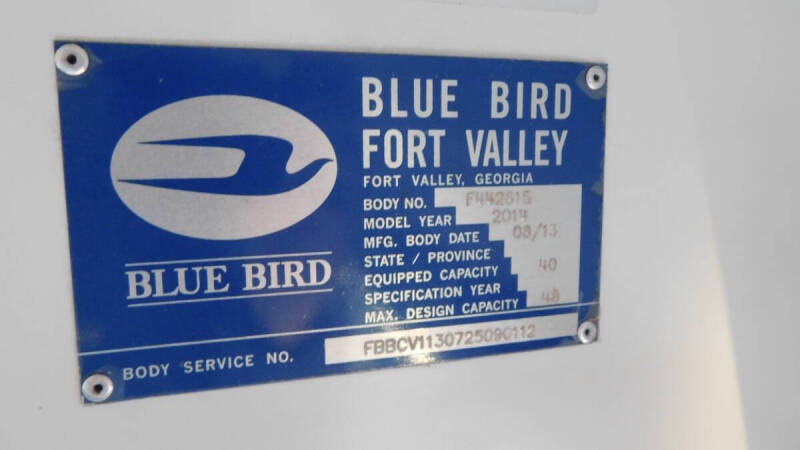 BLUE BIRD
FORT VALLEY
FORT VALLEY, GEORGIA
BODY NO. F442615
MODEL YEAR 2014
MFG. BODY DATE 08/13
STATE / PROVINCE
EQUIPPED CAPACITY 40
SPECIFICATION YEAR
MAX. DESIGN CAPACITY 48
BLUE BIRD
BODY SERVICE NO. FBBCV1130725090112